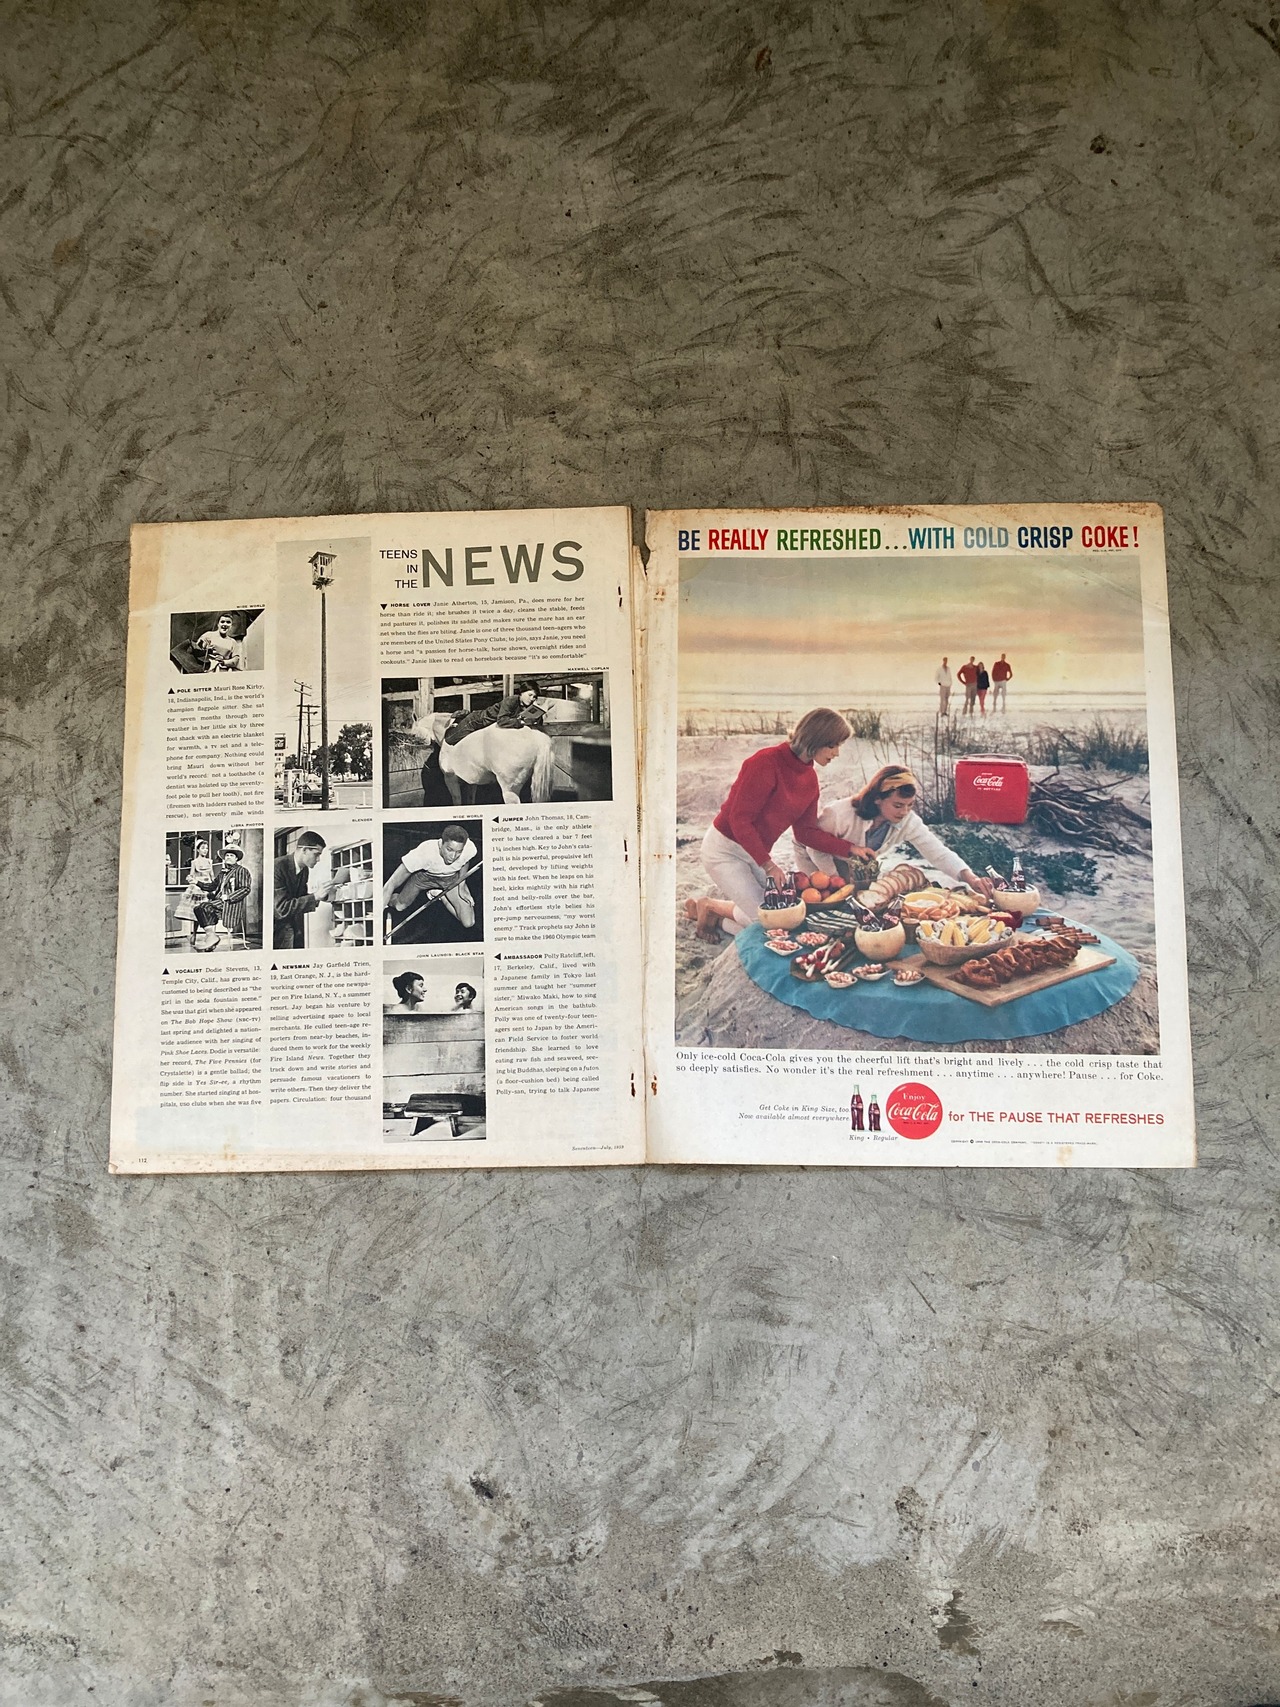 TEENS
IN
THE
NEWS
WIDE WORLD
▲ POLE SITTER Mauri Rose Kirby,
18, Indianapolis, Ind., is the world's
champion flagpole sitter. She sat
for seven months through zero
weather in her little six by three
foot shack with an electric blanket
for warmth, a TV set and a tele-
phone for company. Nothing could
bring Mauri down without her
world's record: not a toothache (a
dentist was hoisted up the seventy-
foot pole to pull her tooth), not fire
(firemen with ladders rushed to the
rescue), not seventy mile winds
▼ HORSE LOVER Janie Atherton, 15, Jamison, Pa., does more for her
horse than ride it; she brushes it twice a day, cleans the stable, feeds
and pastures it, polishes its saddle and makes sure the mare has an ear
net when the flies are biting. Janie is one of three thousand teen-agers who
are members of the United States Pony Clubs; to join, says Janie, you need
a horse and "a passion for horse-talk, horse shows, overnight rides and
cookouts." Janie likes to read on horseback because "it's so comfortable"
MAXWELL COPLAN
LIBRA PHOTOS
BLENDER
WIDE WORLD
◀ JUMPER John Thomas, 18, Cam-
bridge, Mass., is the only athlete
ever to have cleared a bar 7 feet
1¼ inches high. Key to John's cata-
pult is his powerful, propulsive left
heel, developed by lifting weights
with his feet. When he leaps on his
heel, kicks mightily with his right
foot and belly-rolls over the bar,
John's effortless style belies his
pre-jump nervousness, "my worst
enemy." Track prophets say John is
sure to make the 1960 Olympic team
▲ VOCALIST Dodie Stevens, 13,
Temple City, Calif., has grown ac-
customed to being described as "the
girl in the soda fountain scene."
She was that girl when she appeared
on The Bob Hope Show (NBC-TV)
last spring and delighted a nation-
wide audience with her singing of
Pink Shoe Laces. Dodie is versatile:
her record, The Five Pennies (for
Crystalette) is a gentle ballad; the
flip side is Yes Sir-ee, a rhythm
number. She started singing at hos-
pitals, USO clubs when she was five
▲ NEWSMAN Jay Garfield Trien,
19, East Orange, N. J., is the hard-
working owner of the one newspa-
per on Fire Island, N. Y., a summer
resort. Jay began his venture by
selling advertising space to local
merchants. He culled teen-age re-
porters from near-by beaches, in-
duced them to work for the weekly
Fire Island News. Together they
track down and write stories and
persuade famous vacationers to
write others. Then they deliver the
papers. Circulation: four thousand
JOHN LAUNOIS: BLACK STAR
◀ AMBASSADOR Polly Ratcliff, left,
17, Berkeley, Calif., lived with
a Japanese family in Tokyo last
summer and taught her "summer
sister," Miwako Maki, how to sing
American songs in the bathtub.
Polly was one of twenty-four teen-
agers sent to Japan by the Ameri-
can Field Service to foster world
friendship. She learned to love
eating raw fish and seaweed, see-
ing big Buddhas, sleeping on a futon
(a floor-cushion bed) being called
Polly-san, trying to talk Japanese
112
Seventeen—July, 1959
BE REALLY REFRESHED...WITH COLD CRISP COKE!
Coca-Cola
Only ice-cold Coca-Cola gives you the cheerful lift that's bright and lively . . . the cold crisp taste that
so deeply satisfies. No wonder it's the real refreshment . . . anytime . . . anywhere! Pause . . . for Coke.
Get Coke in King Size, too.
Now available almost everywhere.
King • Regular
Enjoy
Coca-Cola
for THE PAUSE THAT REFRESHES